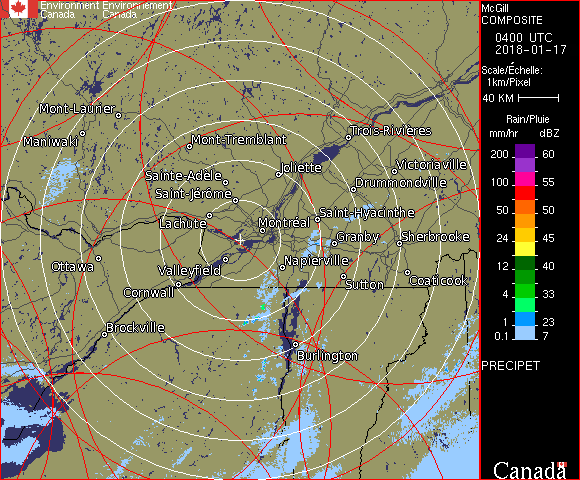 Environment Environnement
Canada Canada
McGill
COMPOSITE
0400 UTC
2018-01-17
Scale/Échelle:
1km/Pixel
40 KM
Rain/Pluie
mm/hr dBZ
200 60
150 57
100 55
50 50
24 45
12 40
4 33
1 23
0.1 7
PRECIPET
Canada
Mont-Laurier
Maniwaki
Mont-Tremblant
Trois-Rivières
Sainte-Adèle
Joliette
Victoriaville
Saint-Jérôme
Drummondville
Lachute
Montréal
Saint-Hyacinthe
Granby
Sherbrooke
Ottawa
Valleyfield
Napierville
Cornwall
Sutton
Coaticook
Brockville
Burlington